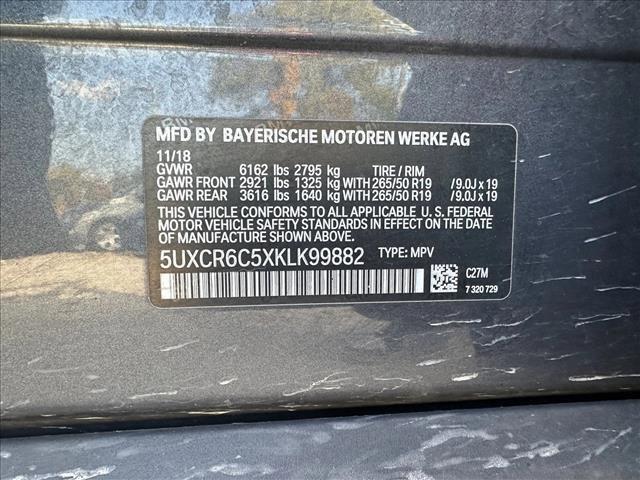 MFD BY BAYERISCHE MOTOREN WERKE AG
11/18
GVWR 6162 lbs 2795 kg TIRE / RIM
GAWR FRONT 2921 lbs 1325 kg WITH 265/50 R19 /9.0J x 19
GAWR REAR 3616 lbs 1640 kg WITH 265/50 R19 /9.0J x 19
THIS VEHICLE CONFORMS TO ALL APPLICABLE U. S. FEDERAL
MOTOR VEHICLE SAFETY STANDARDS IN EFFECT ON THE DATE
OF MANUFACTURE SHOWN ABOVE.
5UXCR6C5XKLK99882 TYPE: MPV
C27M
7 320 729